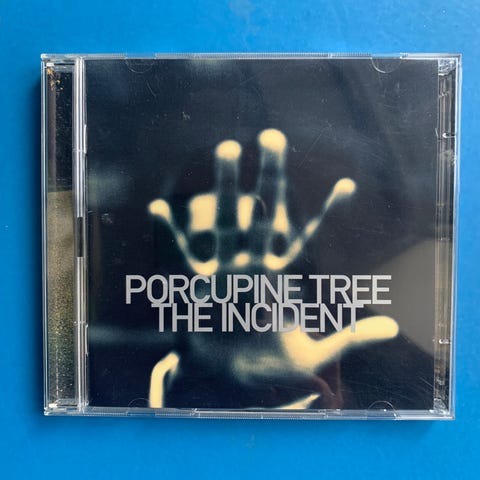 PORCUPINE TREE
THE INCIDENT